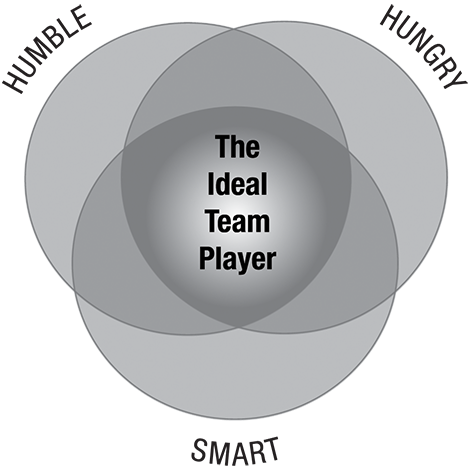 HUMBLE
HUNGRY
The
Ideal
Team
Player
SMART